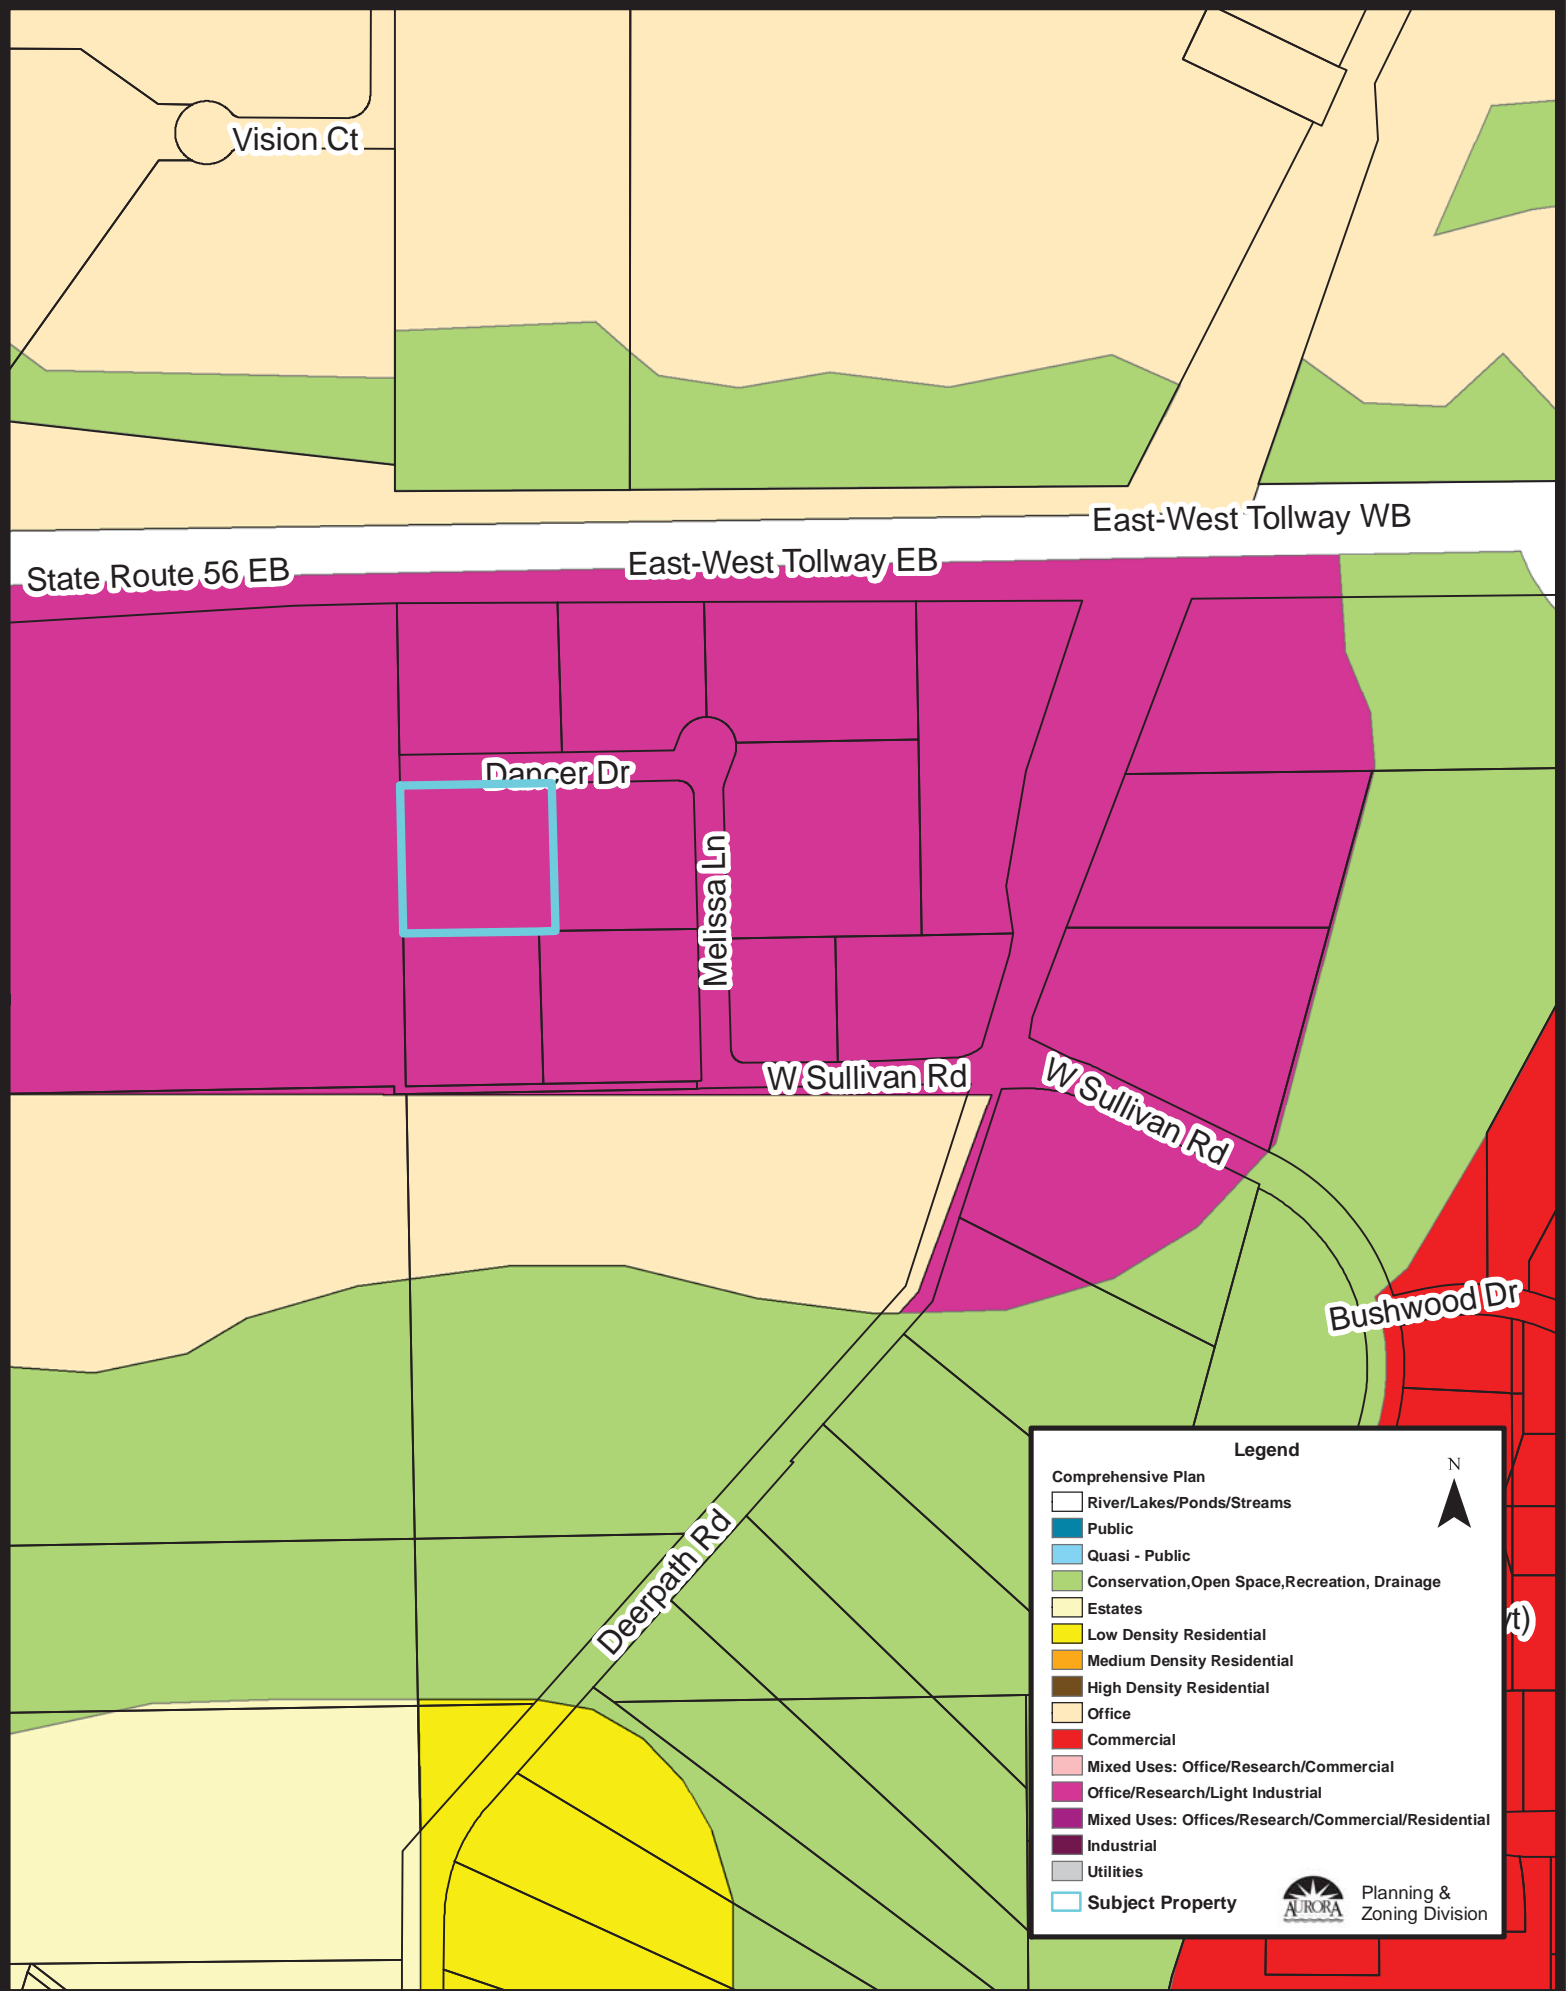 Vision Ct
East-West Tollway WB
East-West Tollway EB
State Route 56 EB
Dancer Dr
Melissa Ln
W Sullivan Rd
W Sullivan Rd
Bushwood Dr
Deerpath Rd
Legend
N
Comprehensive Plan
River/Lakes/Ponds/Streams
Public
Quasi - Public
Conservation,Open Space,Recreation, Drainage
Estates
Low Density Residential
Medium Density Residential
High Density Residential
Office
Commercial
Mixed Uses: Office/Research/Commercial
Office/Research/Light Industrial
Mixed Uses: Offices/Research/Commercial/Residential
Industrial
Utilities
Subject Property
AURORA
Planning &
Zoning Division